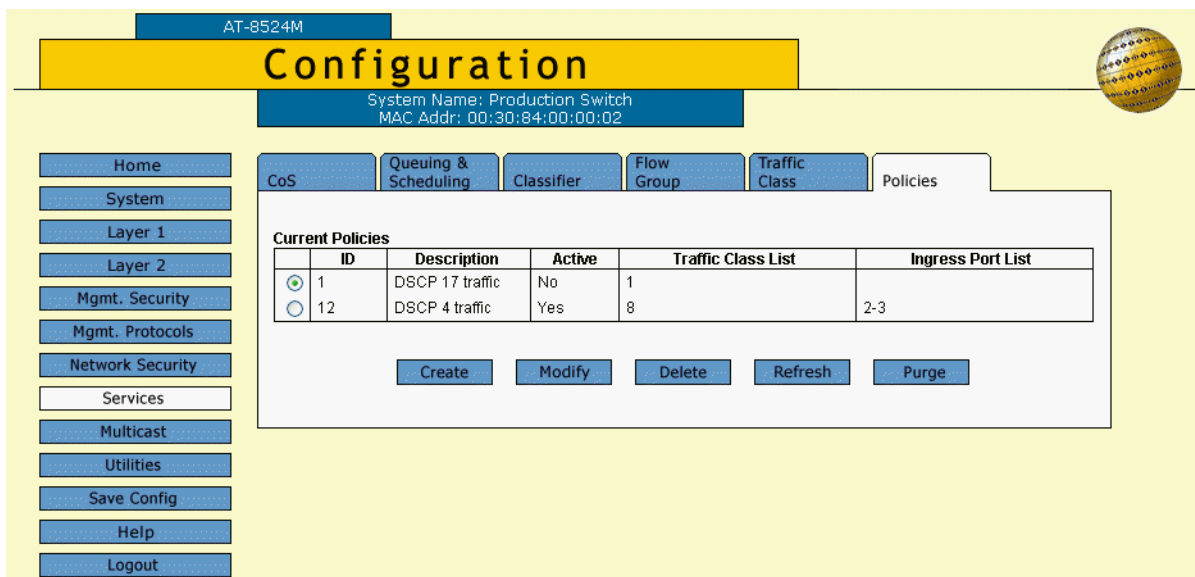 AT-8524M
Configuration
System Name: Production Switch
MAC Addr: 00:30:84:00:00:02
Home
System
Layer 1
Layer 2
Mgmt. Security
Mgmt. Protocols
Network Security
Services
Multicast
Utilities
Save Config
Help
Logout
CoS
Queuing &
Scheduling
Classifier
Flow
Group
Traffic
Class
Policies
Current Policies
ID Description Active Traffic Class List Ingress Port List
1 DSCP 17 traffic No 1
12 DSCP 4 traffic Yes 8 2-3
Create Modify Delete Refresh Purge